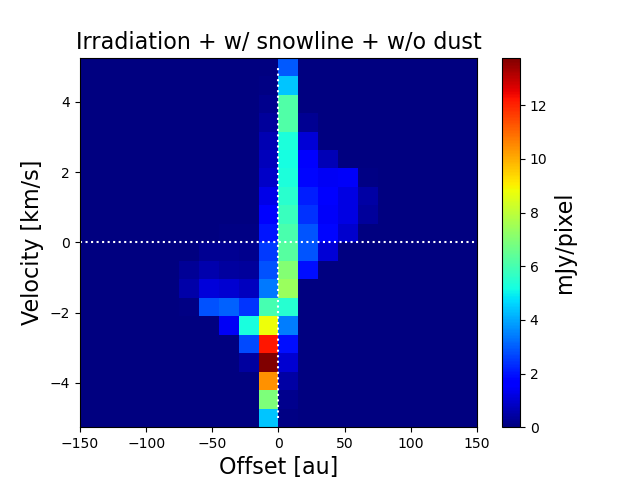 Irradiation + w/ snowline + w/o dust
4
2
0
−2
−4
Velocity [km/s]
−150 −100 −50 0 50 100 150
Offset [au]
12
10
8
6
4
2
0
mJy/pixel